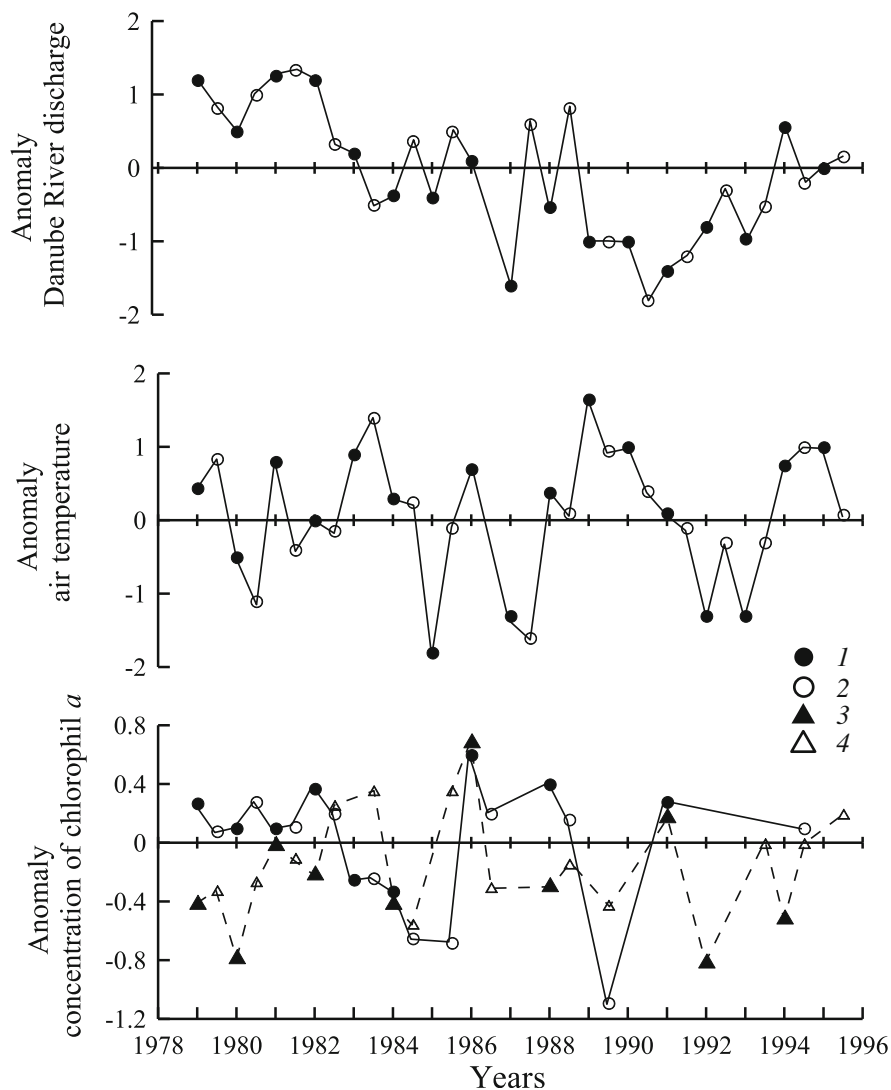 Anomaly
Danube River discharge
2
1
0
-1
-2
Anomaly
air temperature
2
1
0
-1
-2
1
2
3
4
Anomaly
concentration of chlorophil a
0.8
0.4
0
-0.4
-0.8
-1.2
1978 1980 1982 1984 1986 1988 1990 1992 1994 1996
Years